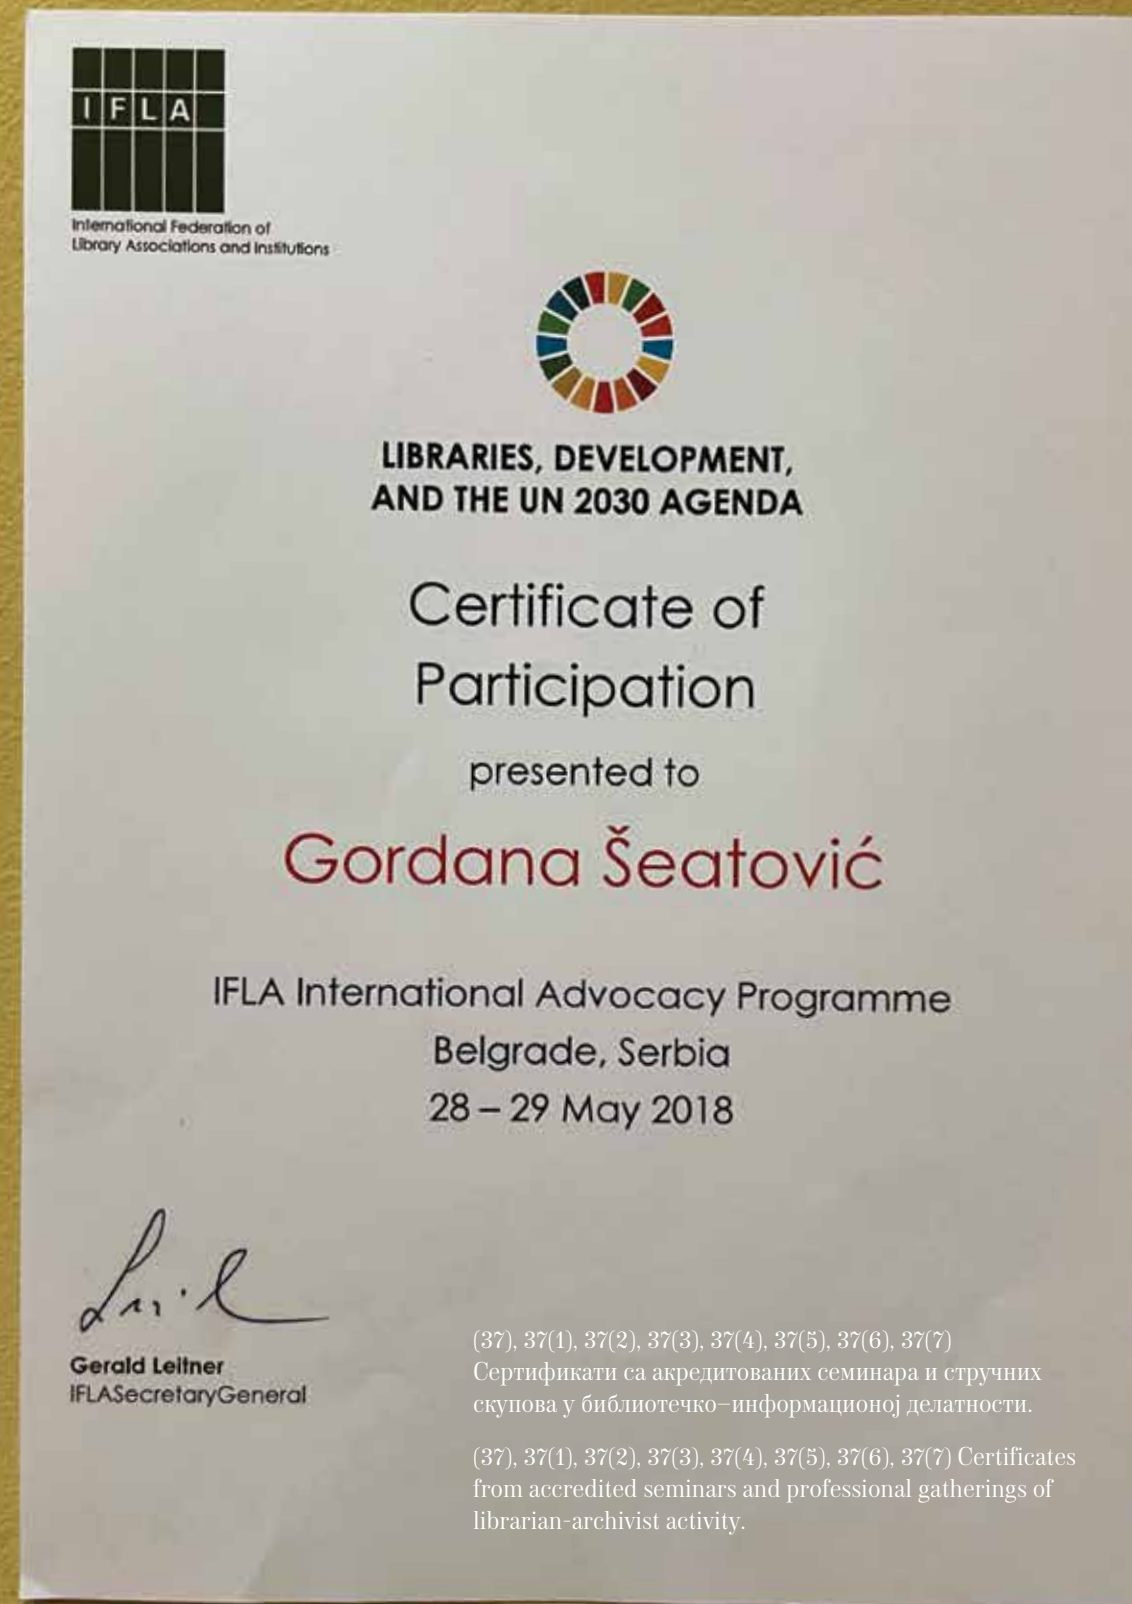 IFLA
International Federation of
Library Associations and Institutions
LIBRARIES, DEVELOPMENT,
AND THE UN 2030 AGENDA
Certificate of
Participation
presented to
Gordana Šeatović
IFLA International Advocacy Programme
Belgrade, Serbia
28 – 29 May 2018
Gerald Leitner
IFLASecretaryGeneral
(37), 37(1), 37(2), 37(3), 37(4), 37(5), 37(6), 37(7)
Сертификати са акредитованих семинара и стручних
скупова у библиотечко–информационој делатности.
(37), 37(1), 37(2), 37(3), 37(4), 37(5), 37(6), 37(7) Certificates
from accredited seminars and professional gatherings of
librarian-archivist activity.